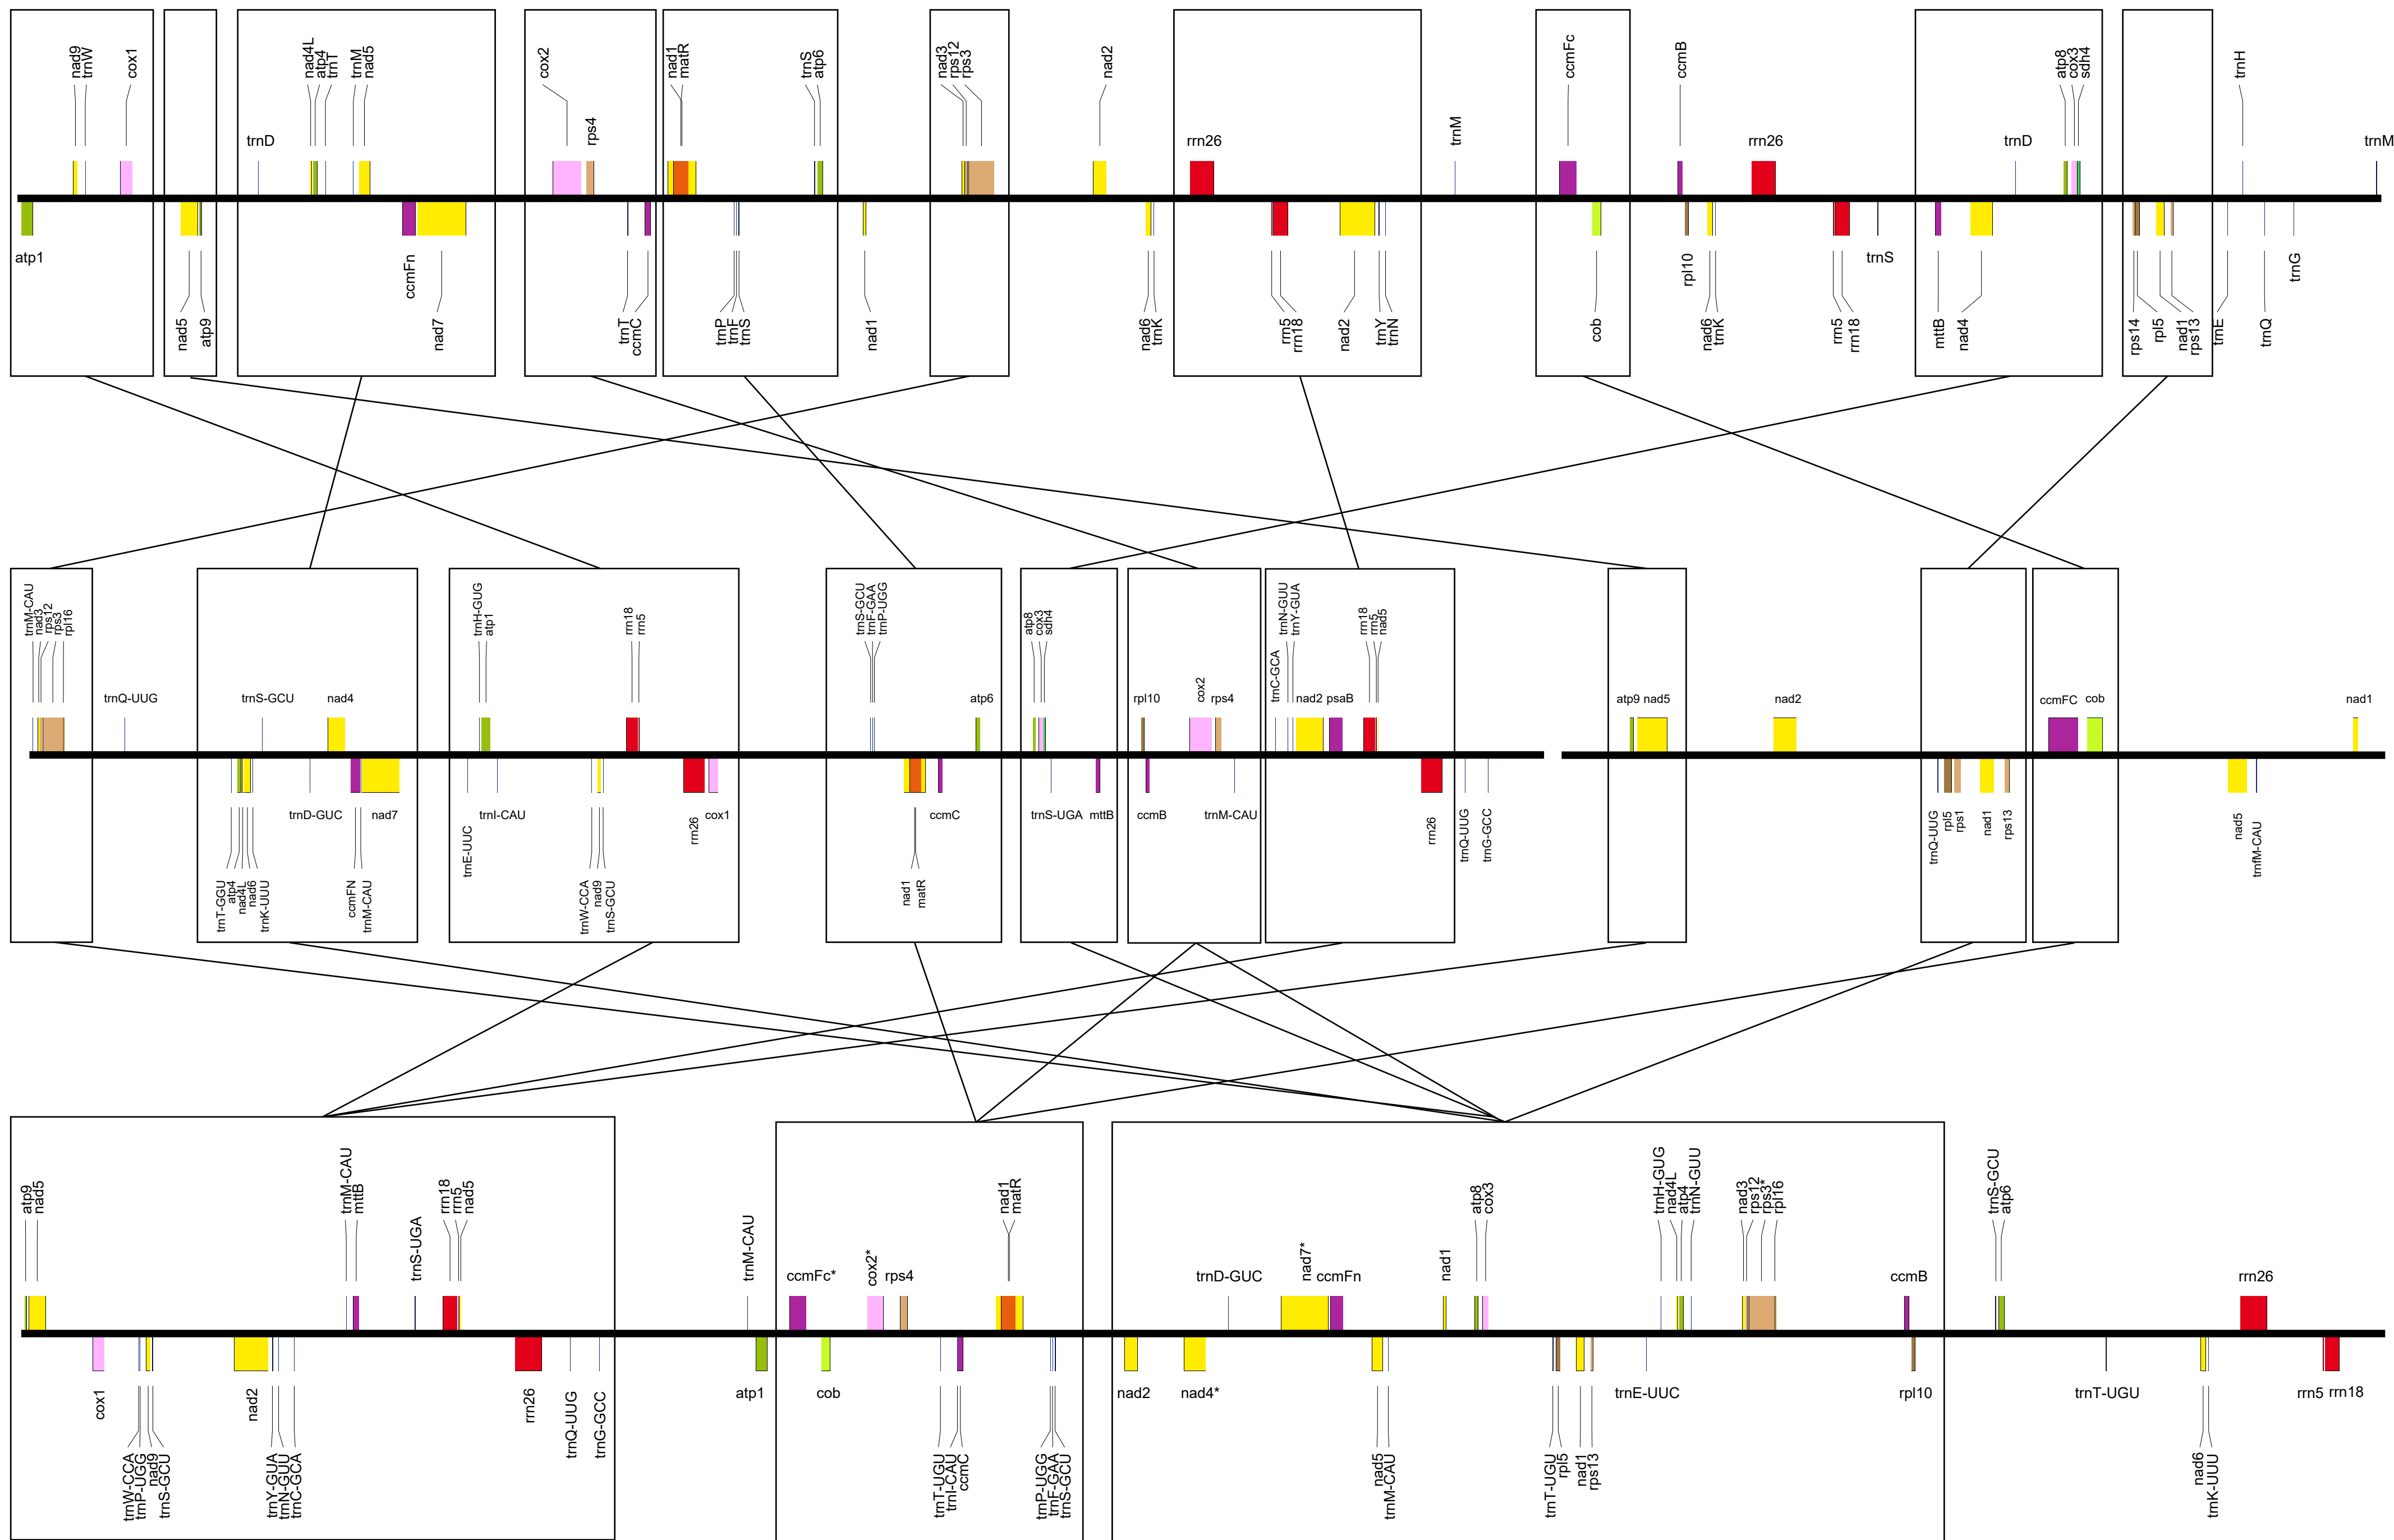 nad9 trnW cox1 nad4L atp4 trnT trnM nad5 cox2 nad1 matR trnS atp6 nad3 rps12 rps3 nad2 ccmFc ccmB atp8 cox3 sdh4 trnH
trnD rps4 rrn26 trnM rrn26 trnD trnM
atp1 ccmFn rpl10 trnS trnG
nad5 atp9 nad7 trnT ccmC trnP trnF trnS nad1 nad6 trnK rrn5 rrn18 nad2 trnY trnN cob nad6 trnK rrn5 rrn18 mttB nad4 rps14 rpl5 nad1 rps13 trnE trnQ
trnM-CAU nad3 rps12 rps3 rpl16 trnH-GUG atp1 rrn18 rrn5 trnS-GCU trnF-GAA trnP-UGG atp8 cox3 sdh4 trnC-GCA trnN-GUU trnY-GUA rrn18 rrn5 nad5
trnQ-UUG trnS-GCU nad4 atp6 rpl10 cox2 rps4 nad2 psaB atp9 nad5 nad2 ccmFC cob nad1
trnD-GUC trnE-UUC trnI-CAU rrn26 cox1 ccmC trnS-UGA mttB ccmB trnM-CAU rrn26 trnQ-UUG trnG-GCC trnQ-UUG rpl5 rps1 nad1 rps13 nad5 trnfM-CAU
nad7
trnT-GGU atp4 nad4L nad6 trnK-UUU ccmFN trnM-CAU trnW-CCA nad9 trnS-GCU nad1 matR
atp9 nad5 trnM-CAU mttB rrn18 rrn5 nad5 nad1 matR atp8 cox3 trnH-GUG nad4L atp4 trnN-GUU nad3 rps12 rps3* rpl16 trnS-GCU atp6
trnS-UGA trnM-CAU ccmFc* cox2* rps4 trnD-GUC nad7* ccmFn nad1 ccmB rrn26
cox1 nad2 rrn26 trnQ-UUG trnG-GCC atp1 cob nad2 nad4* trnE-UUC rpl10 trnT-UGU rrn5 rrn18
trnW-CCA trnP-UGG nad9 trnS-GCU trnY-GUA trnN-GUU trnC-GCA trnT-UGU trnI-CAU ccmC trnP-UGG trnF-GAA trnS-GCU nad5 trnM-CAU trnT-UGU rpl5 nad1 rps13 nad6 trnK-UUU